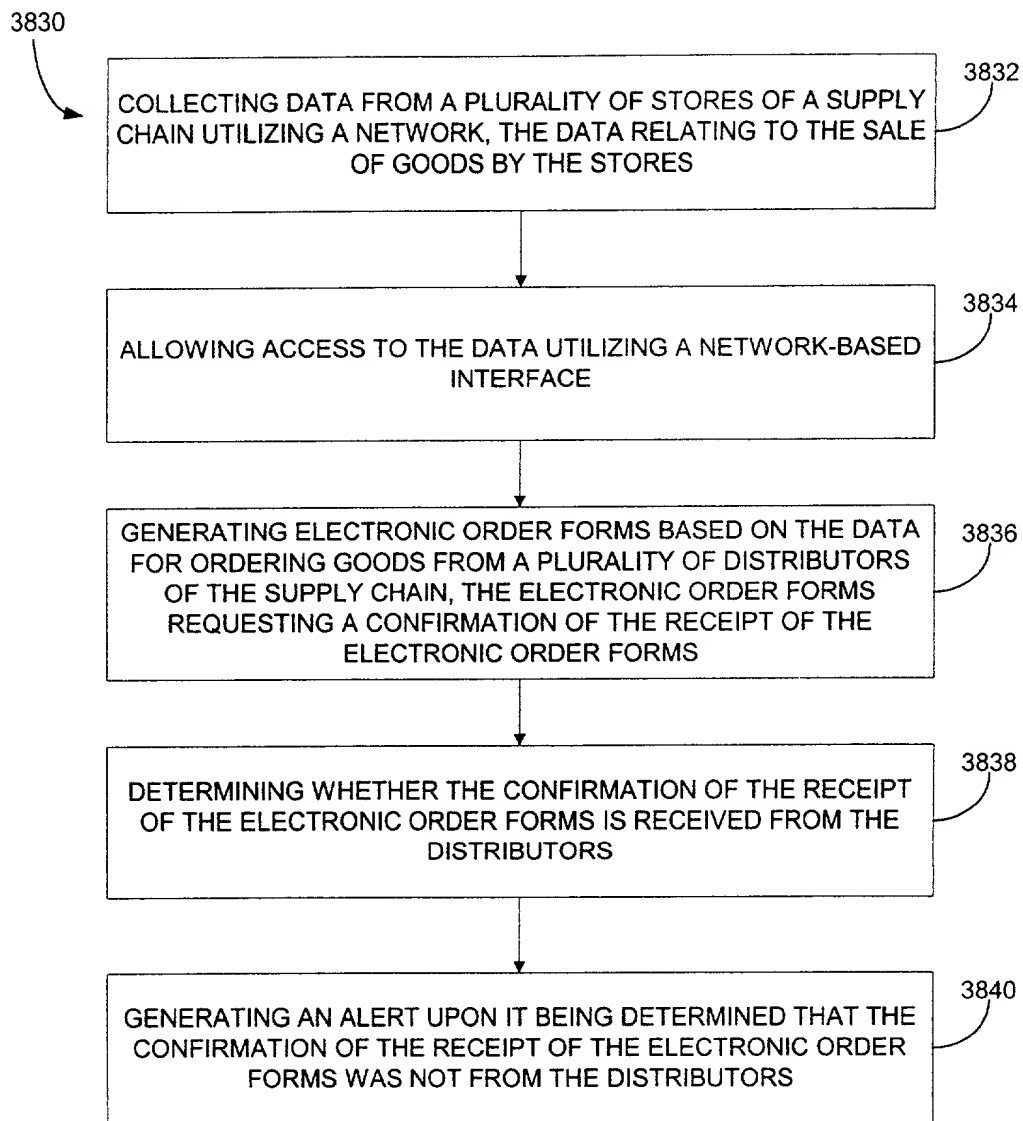 3830
3832
COLLECTING DATA FROM A PLURALITY OF STORES OF A SUPPLY
CHAIN UTILIZING A NETWORK, THE DATA RELATING TO THE SALE
OF GOODS BY THE STORES
3834
ALLOWING ACCESS TO THE DATA UTILIZING A NETWORK-BASED
INTERFACE
3836
GENERATING ELECTRONIC ORDER FORMS BASED ON THE DATA
FOR ORDERING GOODS FROM A PLURALITY OF DISTRIBUTORS
OF THE SUPPLY CHAIN, THE ELECTRONIC ORDER FORMS
REQUESTING A CONFIRMATION OF THE RECEIPT OF THE
ELECTRONIC ORDER FORMS
3838
DETERMINING WHETHER THE CONFIRMATION OF THE RECEIPT
OF THE ELECTRONIC ORDER FORMS IS RECEIVED FROM THE
DISTRIBUTORS
3840
GENERATING AN ALERT UPON IT BEING DETERMINED THAT THE
CONFIRMATION OF THE RECEIPT OF THE ELECTRONIC ORDER
FORMS WAS NOT FROM THE DISTRIBUTORS